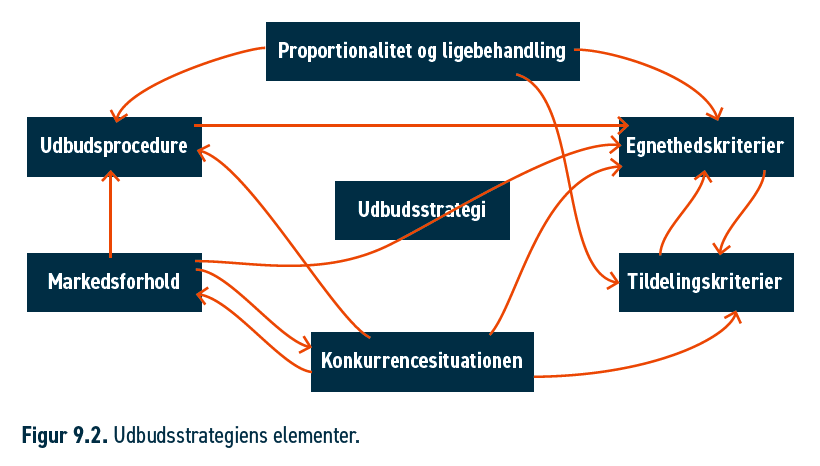 Proportionalitet og ligebehandling
Udbudsprocedure
Egnethedskriterier
Udbudsstrategi
Markedsforhold
Tildelingskriterier
Konkurrencesituationen
Figur 9.2. Udbudsstrategiens elementer.